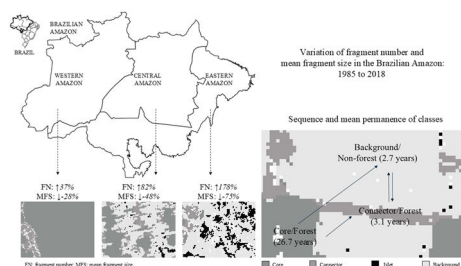 BRAZILIAN
AMAZON
BRAZIL
WESTERN
AMAZON
CENTRAL
AMAZON
EASTERN
AMAZON
FN: ↑37%
MFS: ↓-28%
FN: ↑82%
MFS: ↓-48%
FN: ↑178%
MFS: ↓-75%
FN: fragment number; MFS: mean fragment size
Variation of fragment number and
mean fragment size in the Brazilian Amazon:
1985 to 2018
Sequence and mean permanence of classes
Background/
Non-forest (2.7 years)
Connector/Forest
(3.1 years)
Core/Forest
(26.7 years)
Core
Connector
Islet
Background